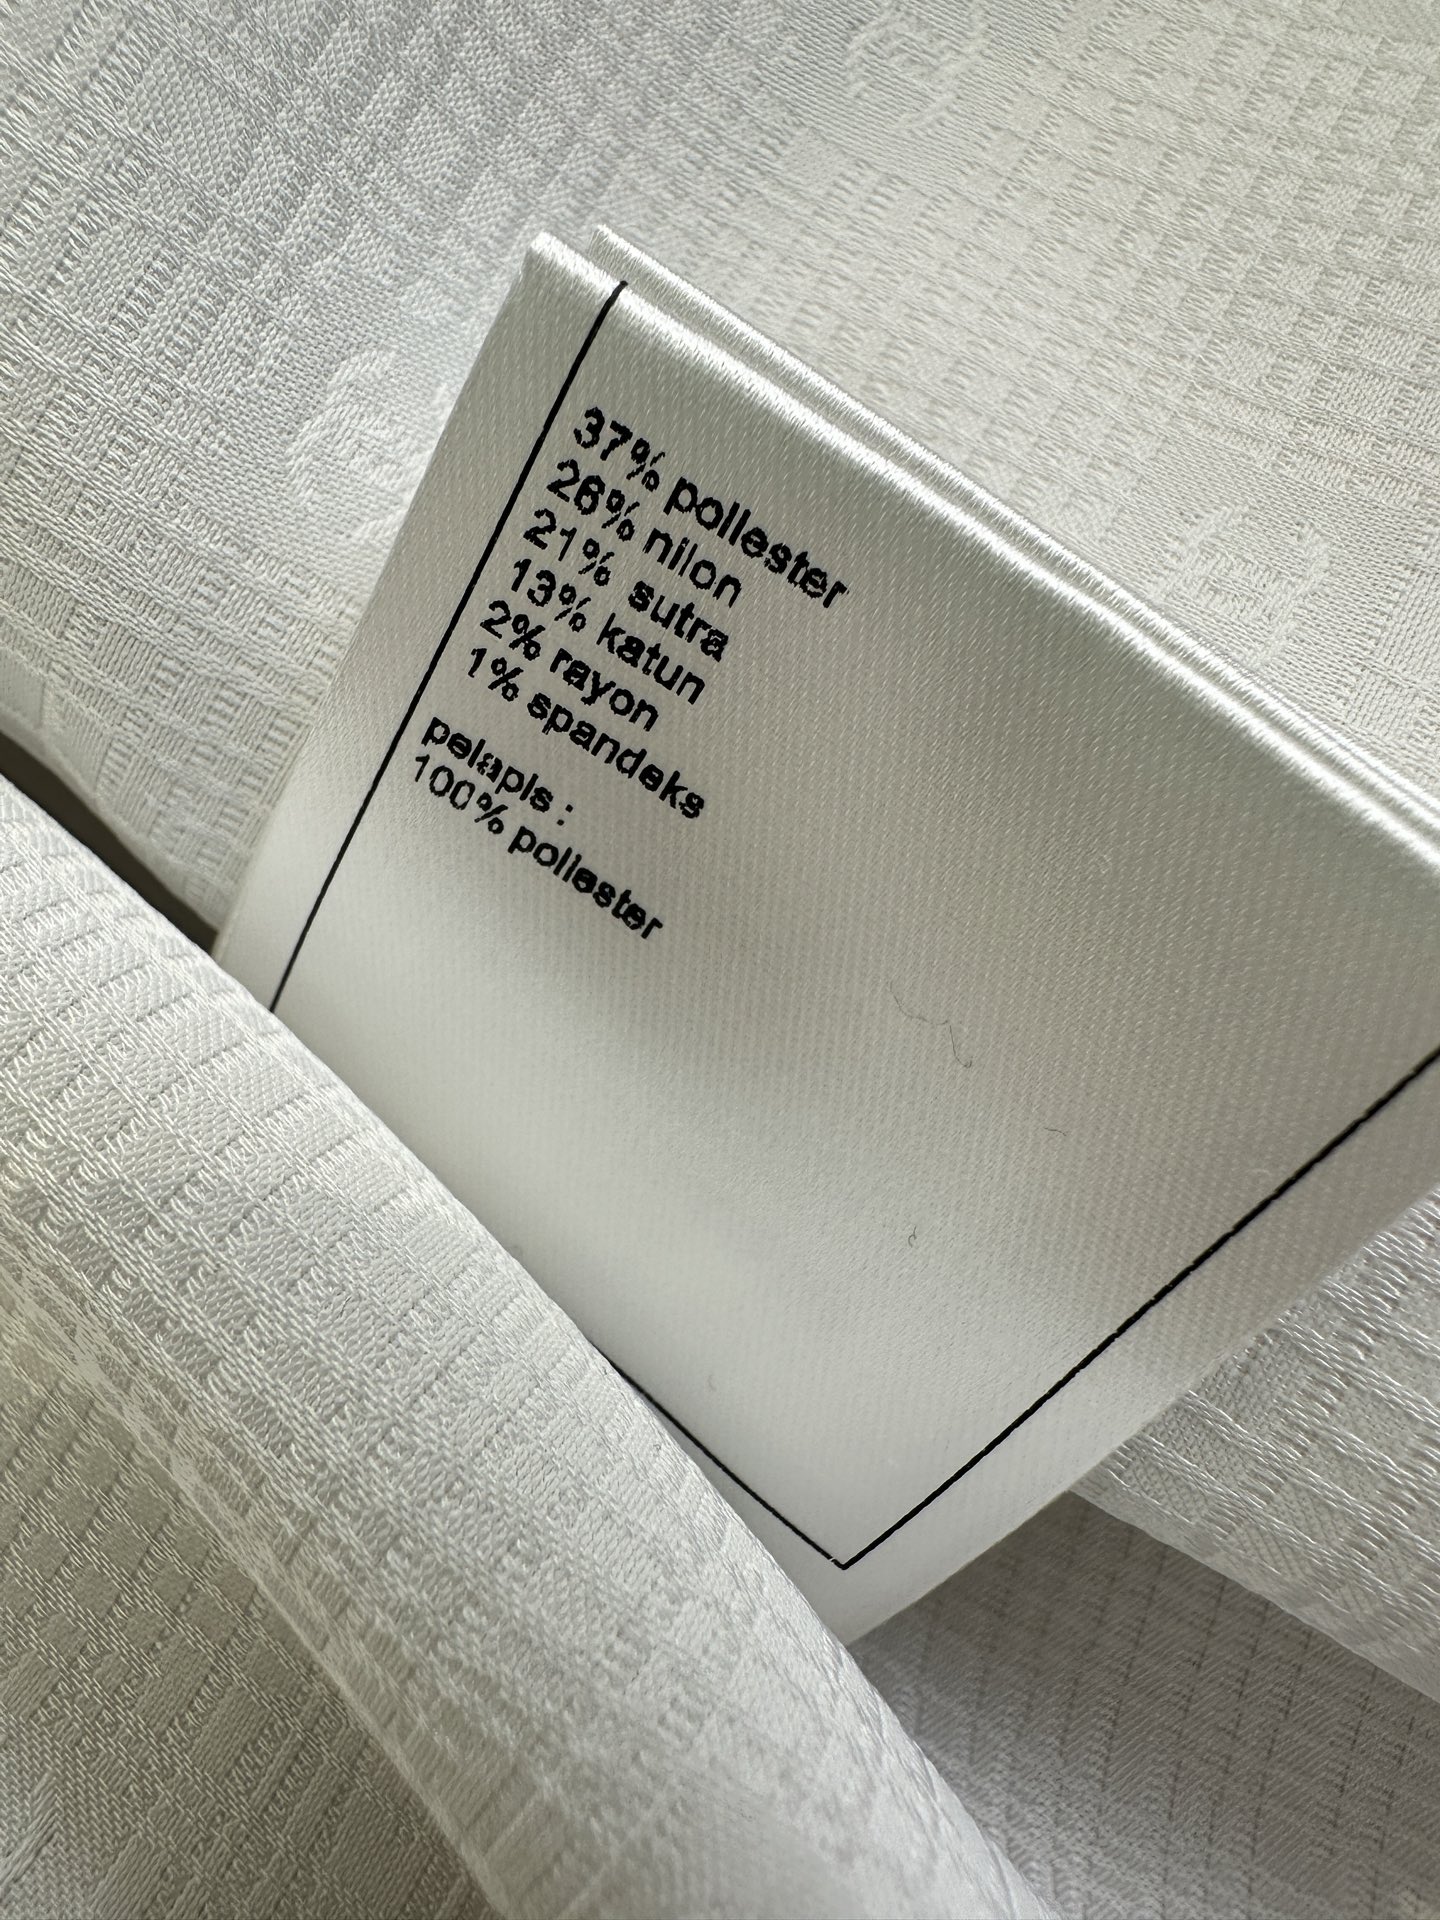 37% poliester
26% nilon
21% sutra
13% katun
2% rayon
1% spandeks
pelapis :
100% poliester